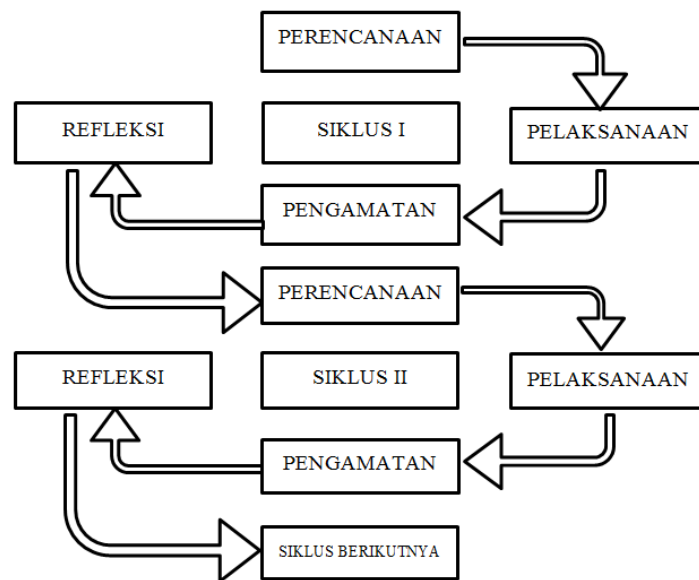 PERENCANAAN
REFLEKSI
SIKLUS I
PELAKSANAAN
PENGAMATAN
PERENCANAAN
REFLEKSI
SIKLUS II
PELAKSANAAN
PENGAMATAN
SIKLUS BERIKUTNYA